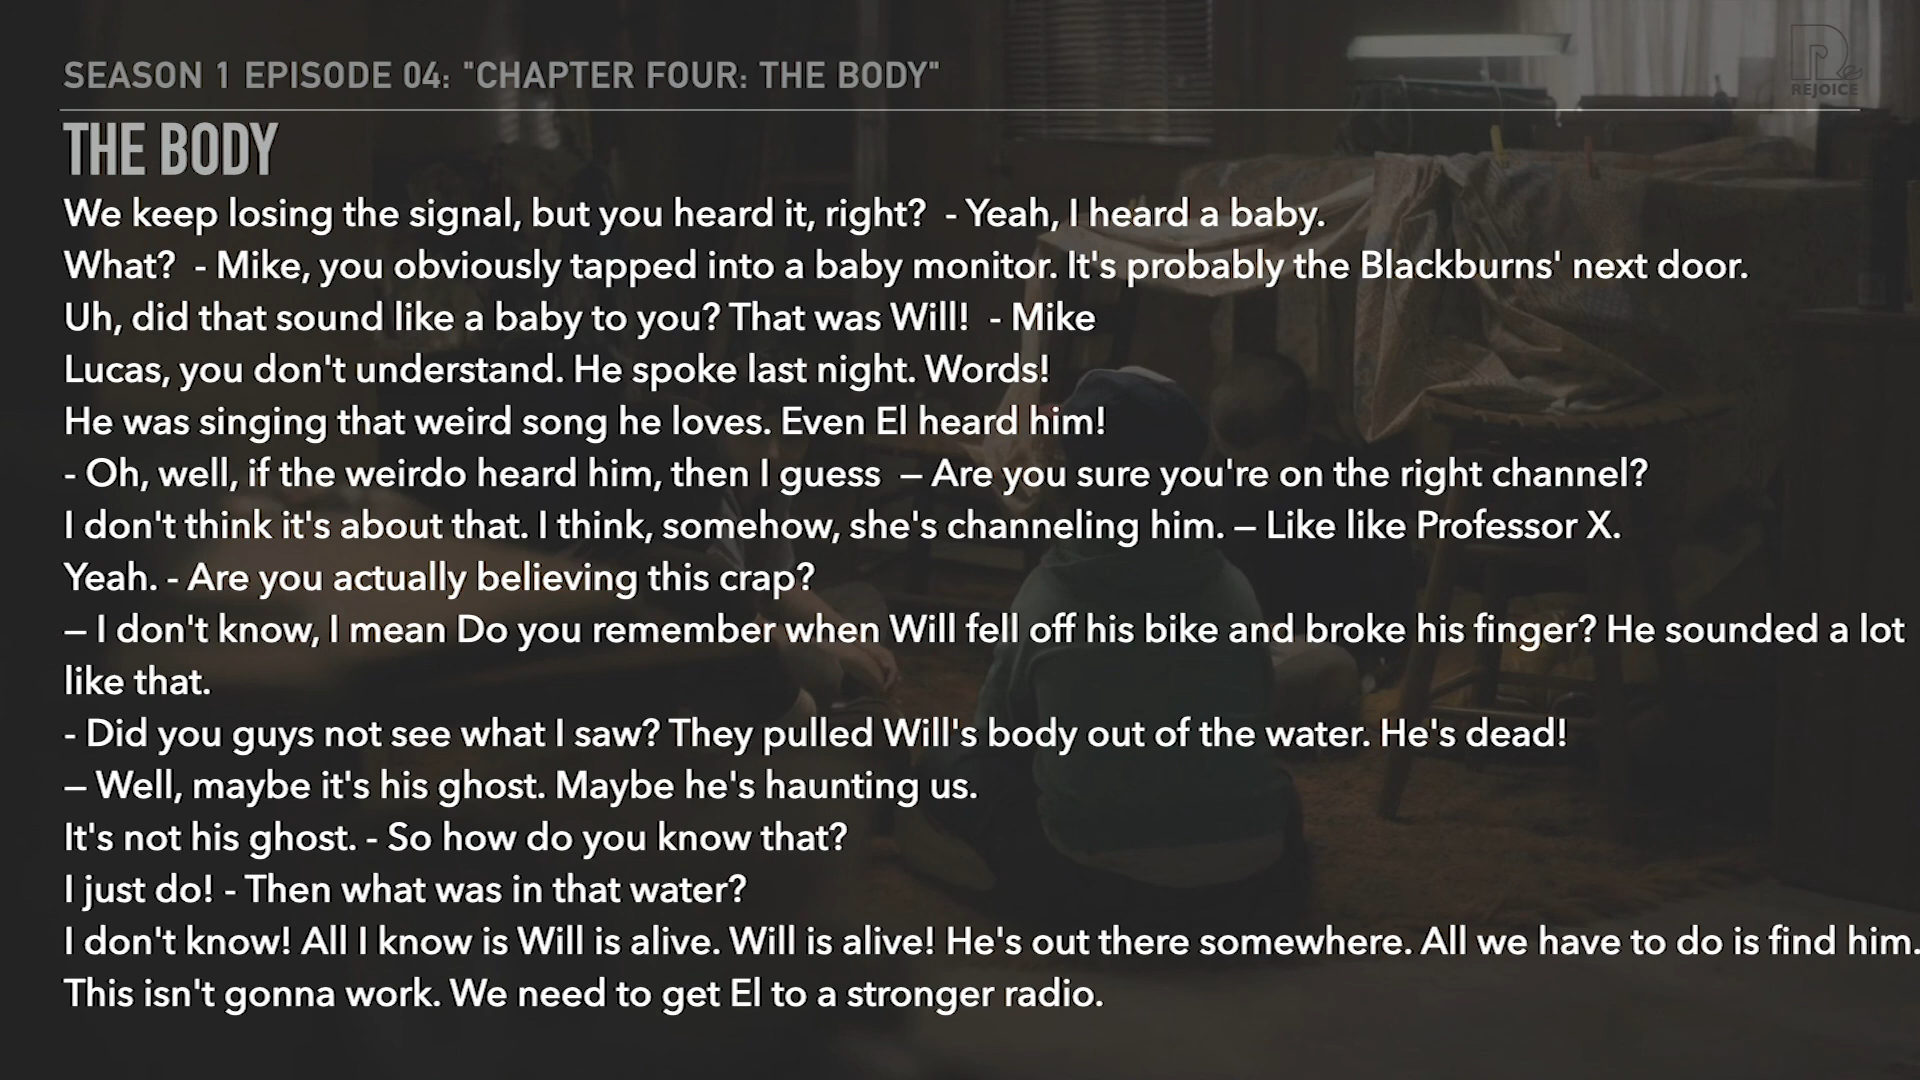 SEASON 1 EPISODE 04: "CHAPTER FOUR: THE BODY"
REJOICE
THE BODY
We keep losing the signal, but you heard it, right?  - Yeah, I heard a baby.
What?  - Mike, you obviously tapped into a baby monitor. It's probably the Blackburns' next door.
Uh, did that sound like a baby to you? That was Will!  - Mike
Lucas, you don't understand. He spoke last night. Words!
He was singing that weird song he loves. Even El heard him!
- Oh, well, if the weirdo heard him, then I guess  – Are you sure you're on the right channel?
I don't think it's about that. I think, somehow, she's channeling him. – Like like Professor X.
Yeah. - Are you actually believing this crap?
– I don't know, I mean Do you remember when Will fell off his bike and broke his finger? He sounded a lot
like that.
- Did you guys not see what I saw? They pulled Will's body out of the water. He's dead!
– Well, maybe it's his ghost. Maybe he's haunting us.
It's not his ghost. - So how do you know that?
I just do! - Then what was in that water?
I don't know! All I know is Will is alive. Will is alive! He's out there somewhere. All we have to do is find him.
This isn't gonna work. We need to get El to a stronger radio.